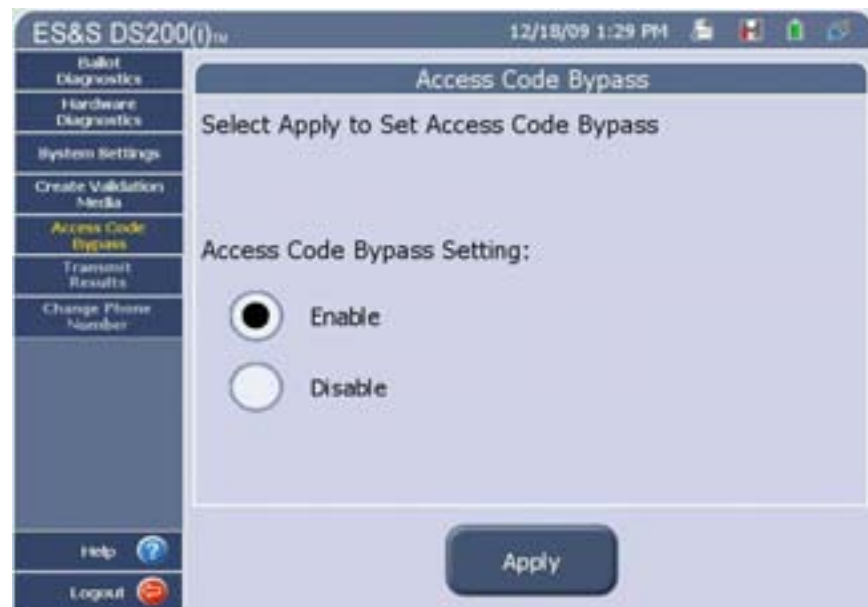 ES&S DS200(i)™
12/18/09 1:29 PM
Ballot
Diagnostics
Hardware
Diagnostics
System Settings
Create Validation
Media
Access Code
Bypass
Transmit
Results
Change Phone
Number
Help
Logout
Access Code Bypass
Select Apply to Set Access Code Bypass
Access Code Bypass Setting:
Enable
Disable
Apply